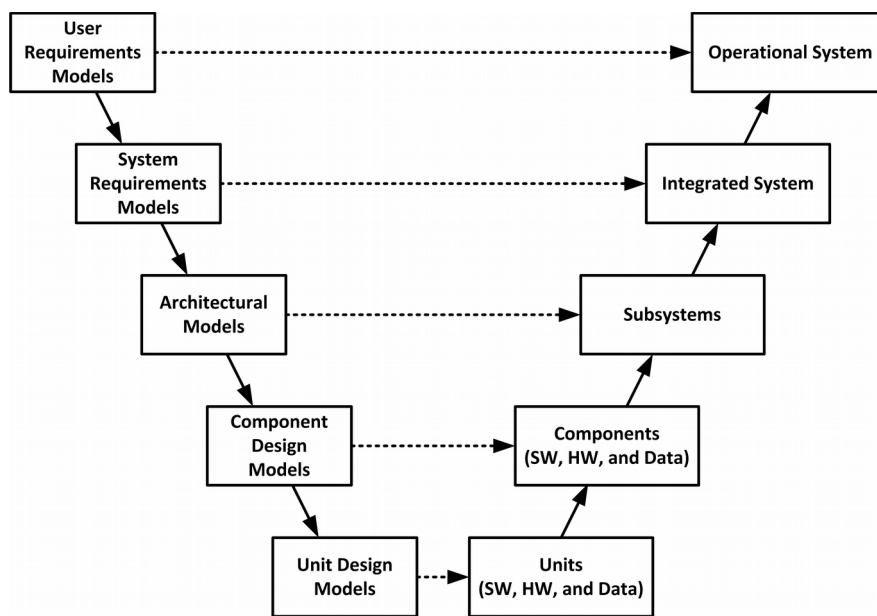 User
Requirements
Models
Operational System
System
Requirements
Models
Integrated System
Architectural
Models
Subsystems
Component
Design
Models
Components
(SW, HW, and Data)
Unit Design
Models
Units
(SW, HW, and Data)